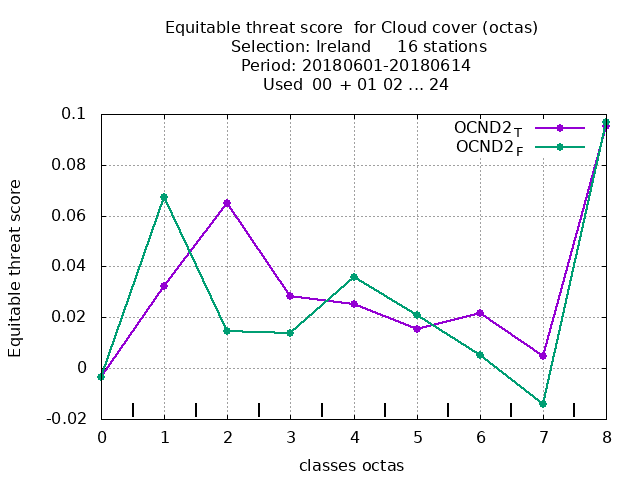 Equitable threat score  for Cloud cover (octas)
Selection: Ireland     16 stations
Period: 20180601-20180614
Used  00 + 01 02 ... 24
0.1
0.08
0.06
0.04
0.02
0
-0.02
Equitable threat score
OCND2T
OCND2F
0 1 2 3 4 5 6 7 8
classes octas